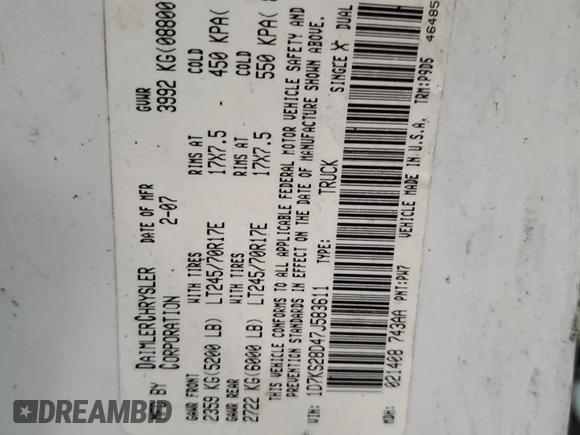 MFD BY DAIMLERCHRYSLER CORPORATION DATE OF MFR 2-07 GVWR 3992 KG(08800
GAWR FRONT WITH TIRES RIMS AT COLD
2359 KG(5200 LB) LT245/70R17E 17X7.5 450 KPA(
GAWR REAR WITH TIRES RIMS AT COLD
2722 KG(6000 LB) LT245/70R17E 17X7.5 550 KPA(
THIS VEHICLE CONFORMS TO ALL APPLICABLE FEDERAL MOTOR VEHICLE SAFETY AND
PREVENTION STANDARDS IN EFFECT ON THE DATE OF MANUFACTURE SHOWN ABOVE.
VIN: 1D7KS28D47J583611 TYPE: TRUCK SINGLE X DUAL
MDH: 021408 743AA PNT:PW7 VEHICLE MADE IN U.S.A. TRM:P9D5
46485
DREAMBID